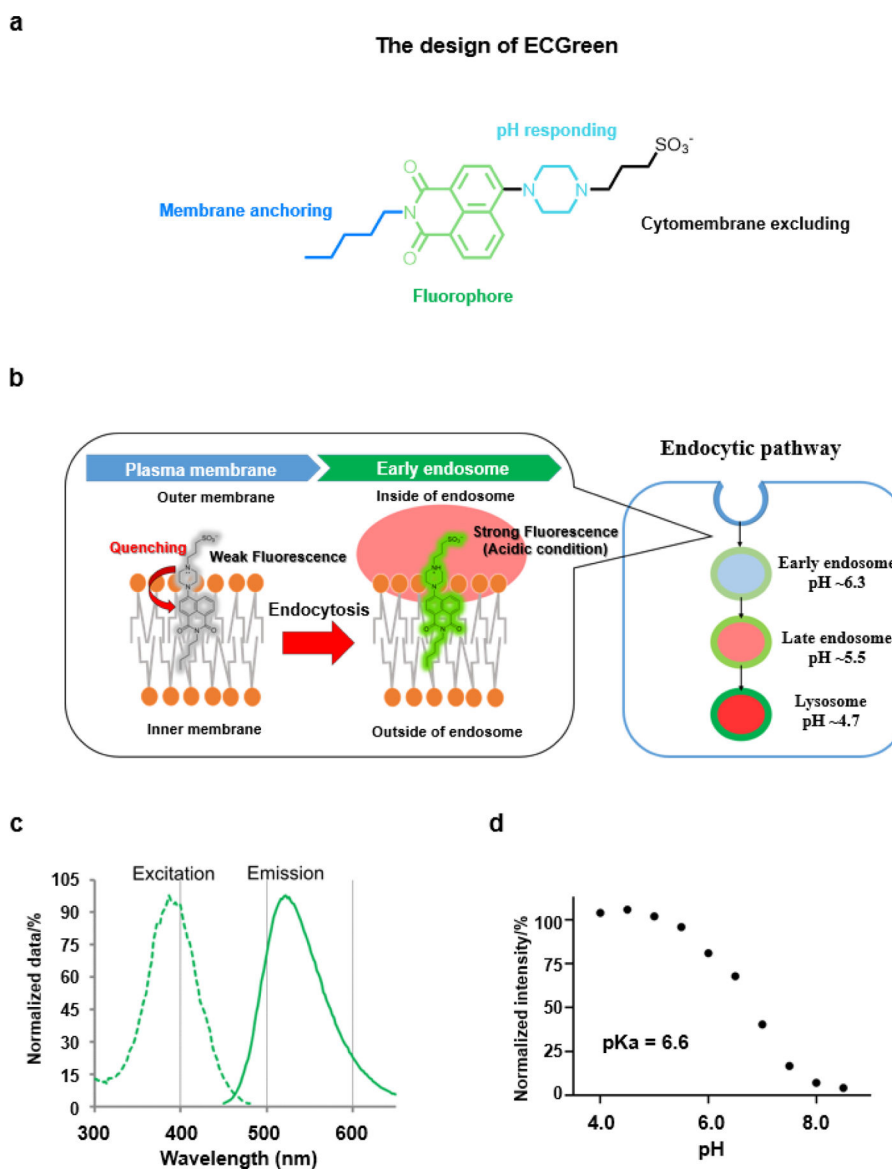 a
The design of ECGreen
pH responding
SO₃⁻
O
N
N
N
O
Membrane anchoring
Cytomembrane excluding
Fluorophore
b
Endocytic pathway
Plasma membrane
Early endosome
Outer membrane
Inside of endosome
Quenching
Weak Fluorescence
Strong Fluorescence
(Acidic condition)
Endocytosis
Inner membrane
Outside of endosome
Early endosome
pH ~6.3
Late endosome
pH ~5.5
Lysosome
pH ~4.7
c
Excitation
Emission
Normalized data/%
105
90
75
60
45
30
15
0
300
400
500
600
Wavelength (nm)
d
Normalized intensity/%
100
75
50
25
0
pKa = 6.6
4.0
6.0
8.0
pH